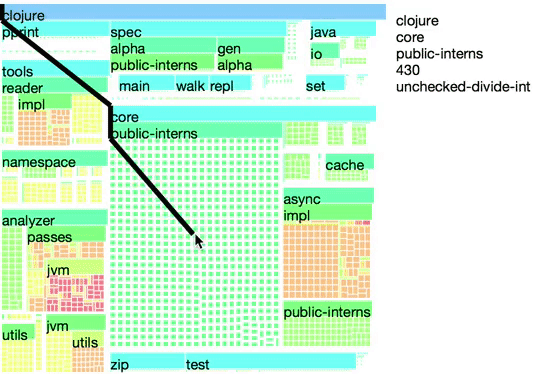 clojure
pprint
spec
java
alpha
gen
io
public-interns
alpha
tools
reader
main
walk
repl
set
impl
core
public-interns
namespace
cache
async
analyzer
impl
passes
jvm
public-interns
utils
jvm
utils
zip
test
clojure
core
public-interns
430
unchecked-divide-int